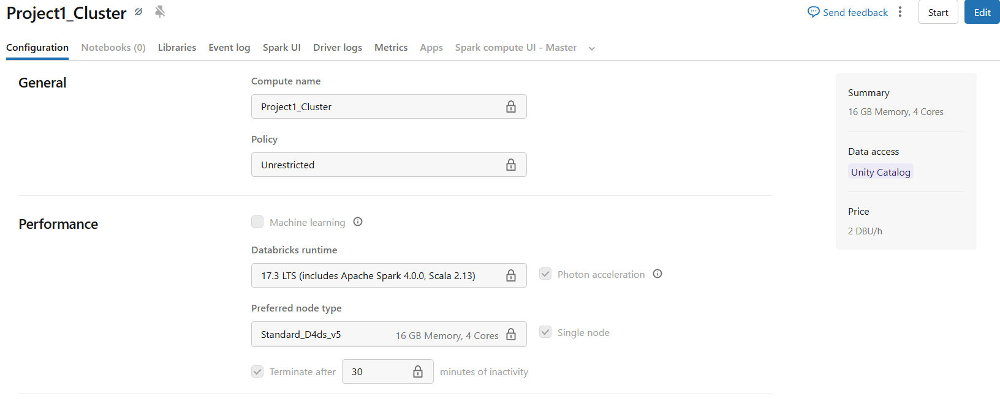 Project1_Cluster
Send feedback
Start
Edit
Configuration Notebooks (0) Libraries Event log Spark UI Driver logs Metrics Apps Spark compute UI - Master
General
Compute name
Project1_Cluster
Policy
Unrestricted
Summary
16 GB Memory, 4 Cores
Data access
Unity Catalog
Price
2 DBU/h
Performance
Machine learning
Databricks runtime
17.3 LTS (includes Apache Spark 4.0.0, Scala 2.13)
Photon acceleration
Preferred node type
Standard_D4ds_v5 16 GB Memory, 4 Cores
Single node
Terminate after 30 minutes of inactivity